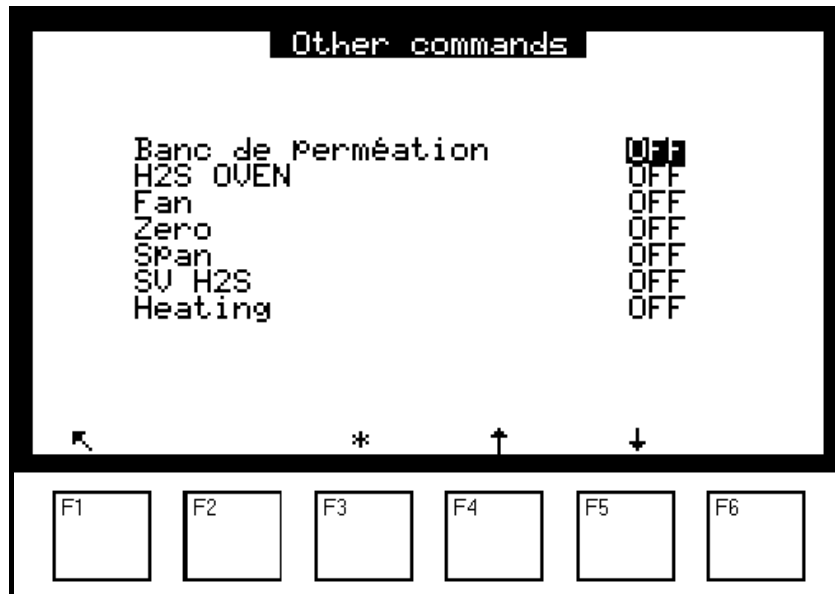 Other commands
Banc de perméation OFF
H2S OVEN OFF
Fan OFF
Zero OFF
Span OFF
SV H2S OFF
Heating OFF
↖ * ↑ ↓
F1 F2 F3 F4 F5 F6